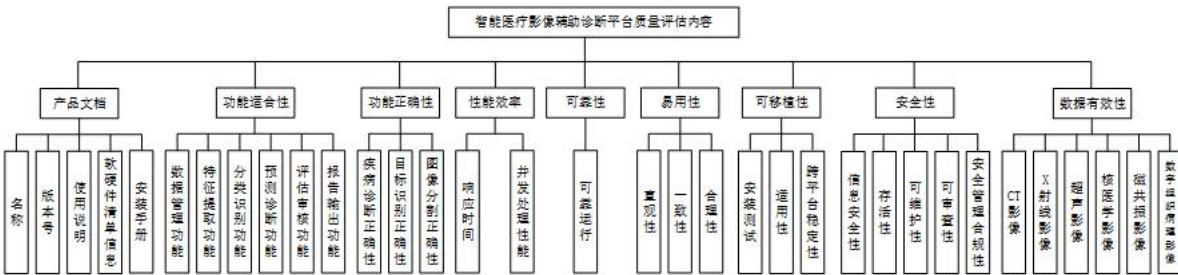 智能医疗影像辅助诊断平台质量评估内容
产品文档
功能适合性
功能正确性
性能效率
可靠性
易用性
可移植性
安全性
数据有效性
名称
版本号
使用说明
软硬件清单信息
安装手册
数据管理功能
特征提取功能
分类识别功能
预测诊断功能
评估审核功能
报告输出功能
疾病诊断正确性
目标识别正确性
图像分割正确性
响应时间
并发处理性能
可靠运行
直观性
一致性
合理性
安装测试
适用性
跨平台稳定性
信息安全性
存活性
可维护性
可审查性
安全管理合规性
CT影像
X射线影像
超声影像
核医学影像
磁共振影像
数字组织病理影像